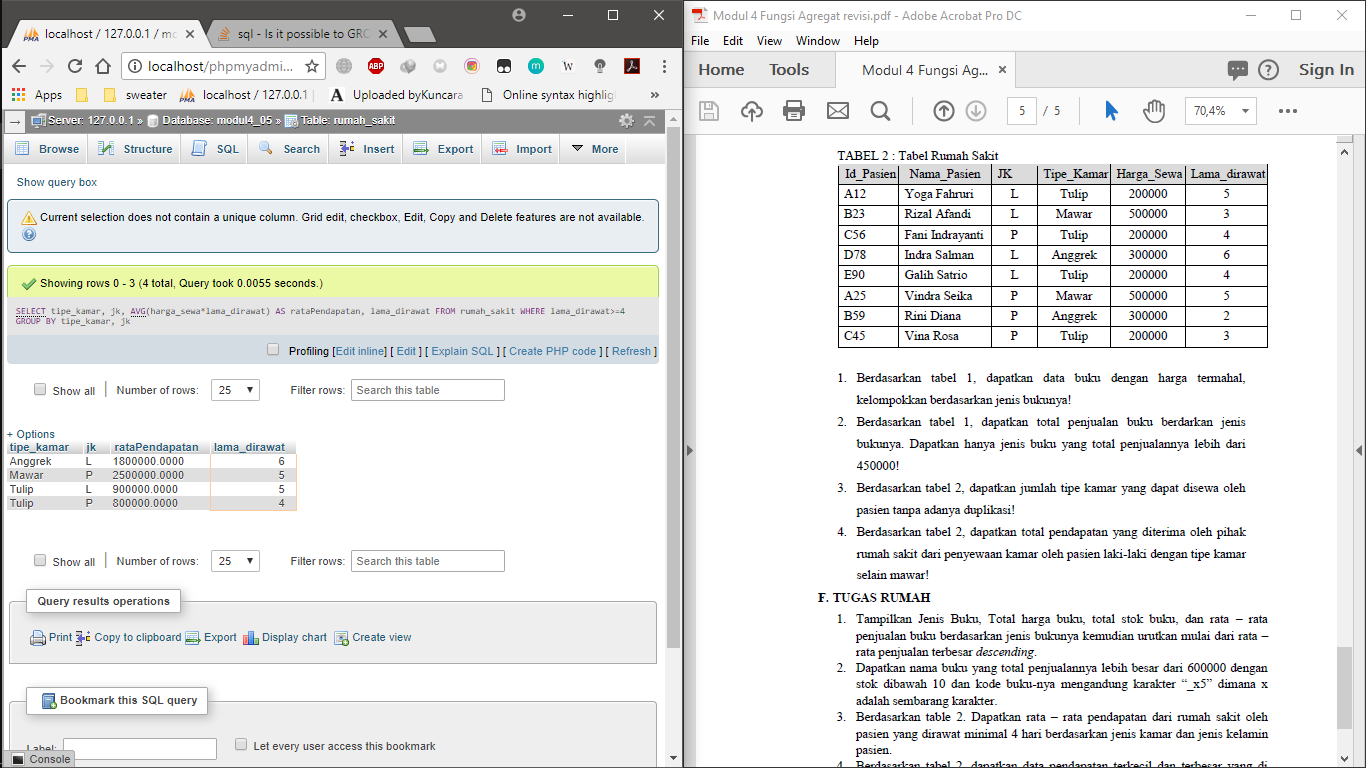 localhost / 127.0.0.1 / mc
sql - Is it possible to GRC
localhost/phpmyadmi...
Apps
sweater
localhost / 127.0.0.1
Uploaded byKuncara
Online syntax highlig
Server: 127.0.0.1 » Database: modul4_05 » Table: rumah_sakit
Browse Structure SQL Search Insert Export Import More
Show query box
Current selection does not contain a unique column. Grid edit, checkbox, Edit, Copy and Delete features are not available.
Showing rows 0 - 3 (4 total, Query took 0.0055 seconds.)
SELECT tipe_kamar, jk, AVG(harga_sewa*lama_dirawat) AS rataPendapatan, lama_dirawat FROM rumah_sakit WHERE lama_dirawat>=4
GROUP BY tipe_kamar, jk
Profiling [Edit inline] [ Edit ] [ Explain SQL ] [ Create PHP code ] [ Refresh ]
Show all Number of rows: 25 Filter rows: Search this table
+ Options
tipe_kamar jk rataPendapatan lama_dirawat
Anggrek L 1800000.0000 6
Mawar P 2500000.0000 5
Tulip L 900000.0000 5
Tulip P 800000.0000 4
Show all Number of rows: 25 Filter rows: Search this table
Query results operations
Print Copy to clipboard Export Display chart Create view
Bookmark this SQL query
Label:
Let every user access this bookmark
Console
Modul 4 Fungsi Agregat revisi.pdf - Adobe Acrobat Pro DC
File Edit View Window Help
Home Tools Modul 4 Fungsi Ag... Sign In
5 / 5 70,4%
TABEL 2 : Tabel Rumah Sakit
Id_Pasien Nama_Pasien JK Tipe_Kamar Harga_Sewa Lama_dirawat
A12 Yoga Fahruri L Tulip 200000 5
B23 Rizal Afandi L Mawar 500000 3
C56 Fani Indrayanti P Tulip 200000 4
D78 Indra Salman L Anggrek 300000 6
E90 Galih Satrio L Tulip 200000 4
A25 Vindra Seika P Mawar 500000 5
B59 Rini Diana P Anggrek 300000 2
C45 Vina Rosa P Tulip 200000 3
1. Berdasarkan tabel 1, dapatkan data buku dengan harga termahal,
kelompokkan berdasarkan jenis bukunya!
2. Berdasarkan tabel 1, dapatkan total penjualan buku berdarkan jenis
bukunya. Dapatkan hanya jenis buku yang total penjualannya lebih dari
450000!
3. Berdasarkan tabel 2, dapatkan jumlah tipe kamar yang dapat disewa oleh
pasien tanpa adanya duplikasi!
4. Berdasarkan tabel 2, dapatkan total pendapatan yang diterima oleh pihak
rumah sakit dari penyewaan kamar oleh pasien laki-laki dengan tipe kamar
selain mawar!
F. TUGAS RUMAH
1. Tampilkan Jenis Buku, Total harga buku, total stok buku, dan rata – rata
penjualan buku berdasarkan jenis bukunya kemudian urutkan mulai dari rata –
rata penjualan terbesar descending.
2. Dapatkan nama buku yang total penjualannya lebih besar dari 600000 dengan
stok dibawah 10 dan kode buku-nya mengandung karakter “_x5” dimana x
adalah sembarang karakter.
3. Berdasarkan table 2. Dapatkan rata – rata pendapatan dari rumah sakit oleh
pasien yang dirawat minimal 4 hari berdasarkan jenis kamar dan jenis kelamin
pasien.
4. Berdasarkan tabel 2, dapatkan data pendapatan terkecil dan terbesar yang di